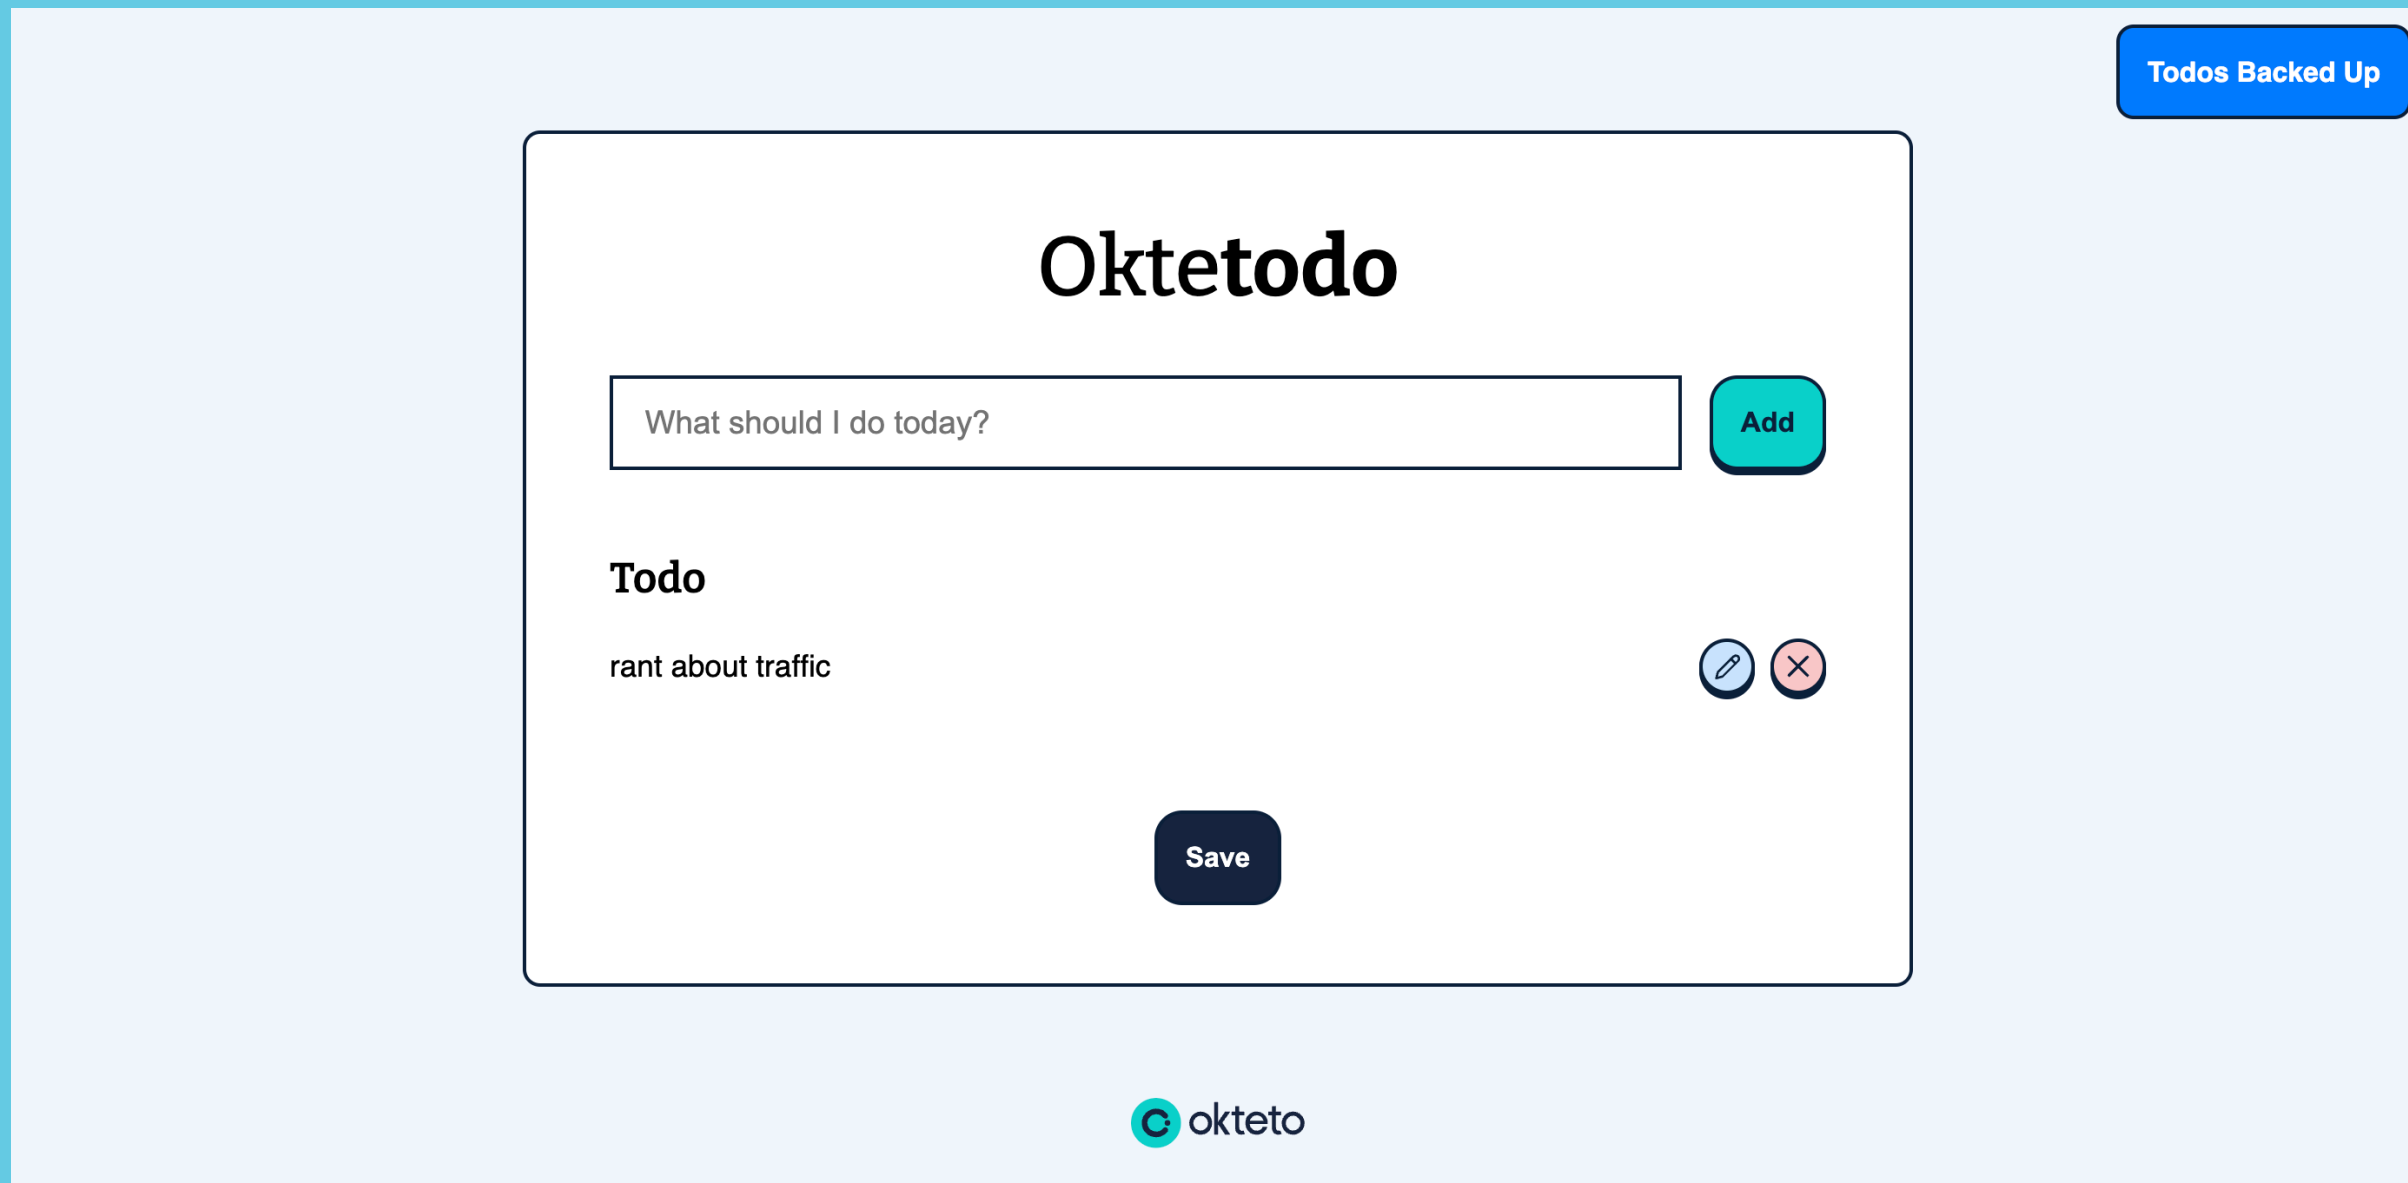 Todos Backed Up
Oktetodo
What should I do today?
Add
Todo
rant about traffic
Save
okteto